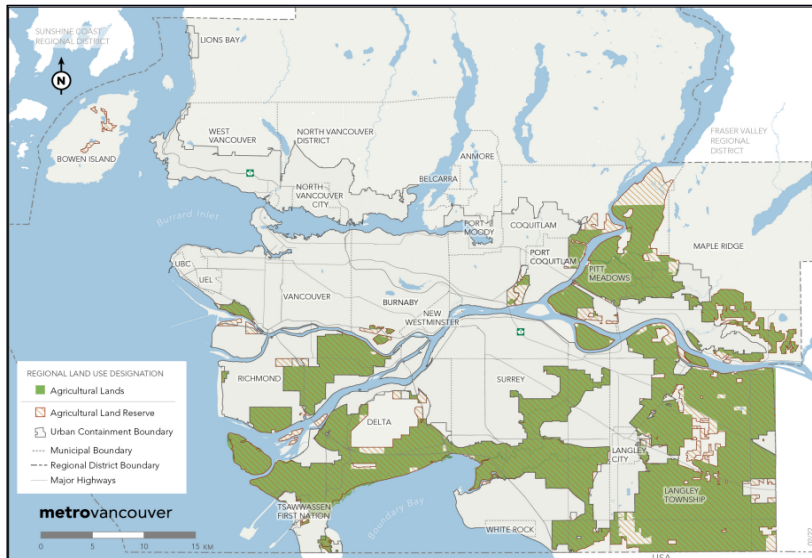 SUNSHINE COAST
REGIONAL DISTRICT
LIONS BAY
N
BOWEN ISLAND
WEST
VANCOUVER
NORTH VANCOUVER
DISTRICT
FRASER VALLEY
REGIONAL
DISTRICT
ANMORE
BELCARRA
NORTH
VANCOUVER
CITY
Burrard Inlet
PORT
MOODY
COQUITLAM
MAPLE RIDGE
PORT
COQUITLAM
UBC
UEL
PITT
MEADOWS
VANCOUVER
BURNABY
NEW
WESTMINSTER
REGIONAL LAND USE DESIGNATION
Agricultural Lands
Agricultural Land Reserve
Urban Containment Boundary
Municipal Boundary
Regional District Boundary
Major Highways
RICHMOND
SURREY
DELTA
LANGLEY
CITY
LANGLEY
TOWNSHIP
TSAWWASSEN
FIRST NATION
Boundary Bay
WHITE ROCK
USA
metrovancouver
0 5 10 15 KM